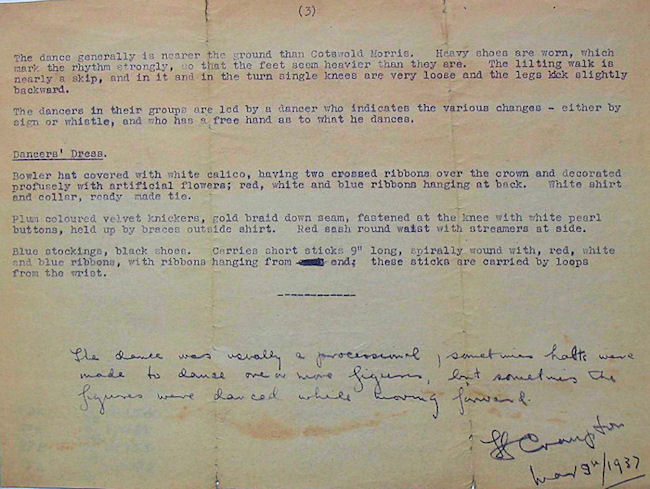 (3)
The dance generally is nearer the ground than Cotswold Morris. Heavy shoes are worn, which
mark the rhythm strongly, so that the feet seem heavier than they are. The lilting walk is
nearly a skip, and in it and in the turn single knees are very loose and the legs kick slightly
backward.
The dancers in their groups are led by a dancer who indicates the various changes - either by
sign or whistle, and who has a free hand as to what he dances.
Dancers' Dress.
Bowler hat covered with white calico, having two crossed ribbons over the crown and decorated
profusely with artificial flowers; red, white and blue ribbons hanging at back. White shirt
and collar, ready made tie.
Plum coloured velvet knickers, gold braid down seam, fastened at the knee with white pearl
buttons, held up by braces outside shirt. Red sash round waist with streamers at side.
Blue stockings, black shoes. Carries short sticks 9" long, spirally wound with, red, white
and blue ribbons, with ribbons hanging from end; these sticks are carried by loops
from the wrist.
The dance was usually a processional, sometimes halts were
made to dance one or more figures, but sometimes the
figures were danced while moving forward.
Crompton
Mar 9th/1937